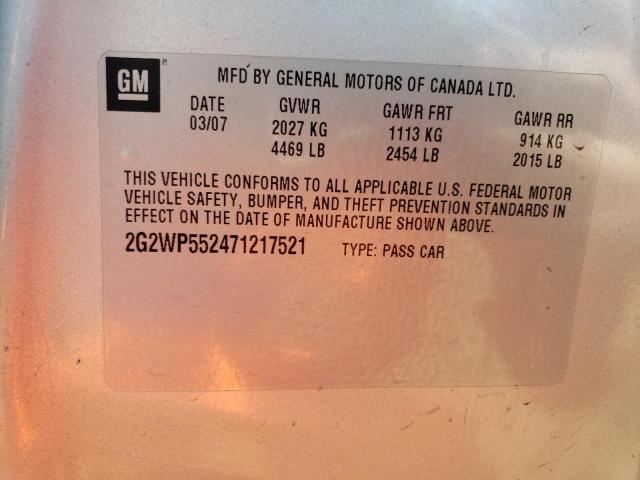 GM
MFD BY GENERAL MOTORS OF CANADA LTD.
DATE GVWR GAWR FRT GAWR RR
03/07 2027 KG 1113 KG 914 KG
4469 LB 2454 LB 2015 LB
THIS VEHICLE CONFORMS TO ALL APPLICABLE U.S. FEDERAL MOTOR
VEHICLE SAFETY, BUMPER, AND THEFT PREVENTION STANDARDS IN
EFFECT ON THE DATE OF MANUFACTURE SHOWN ABOVE.
2G2WP552471217521 TYPE: PASS CAR